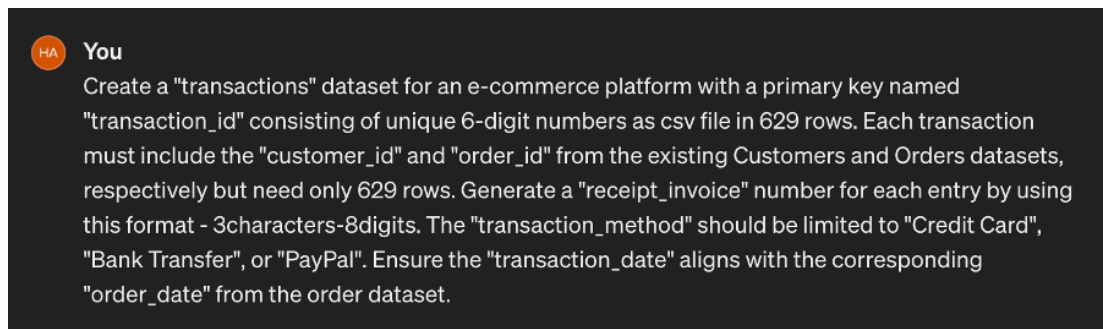 HA
You
Create a "transactions" dataset for an e-commerce platform with a primary key named
"transaction_id" consisting of unique 6-digit numbers as csv file in 629 rows. Each transaction
must include the "customer_id" and "order_id" from the existing Customers and Orders datasets,
respectively but need only 629 rows. Generate a "receipt_invoice" number for each entry by using
this format - 3characters-8digits. The "transaction_method" should be limited to "Credit Card",
"Bank Transfer", or "PayPal". Ensure the "transaction_date" aligns with the corresponding
"order_date" from the order dataset.